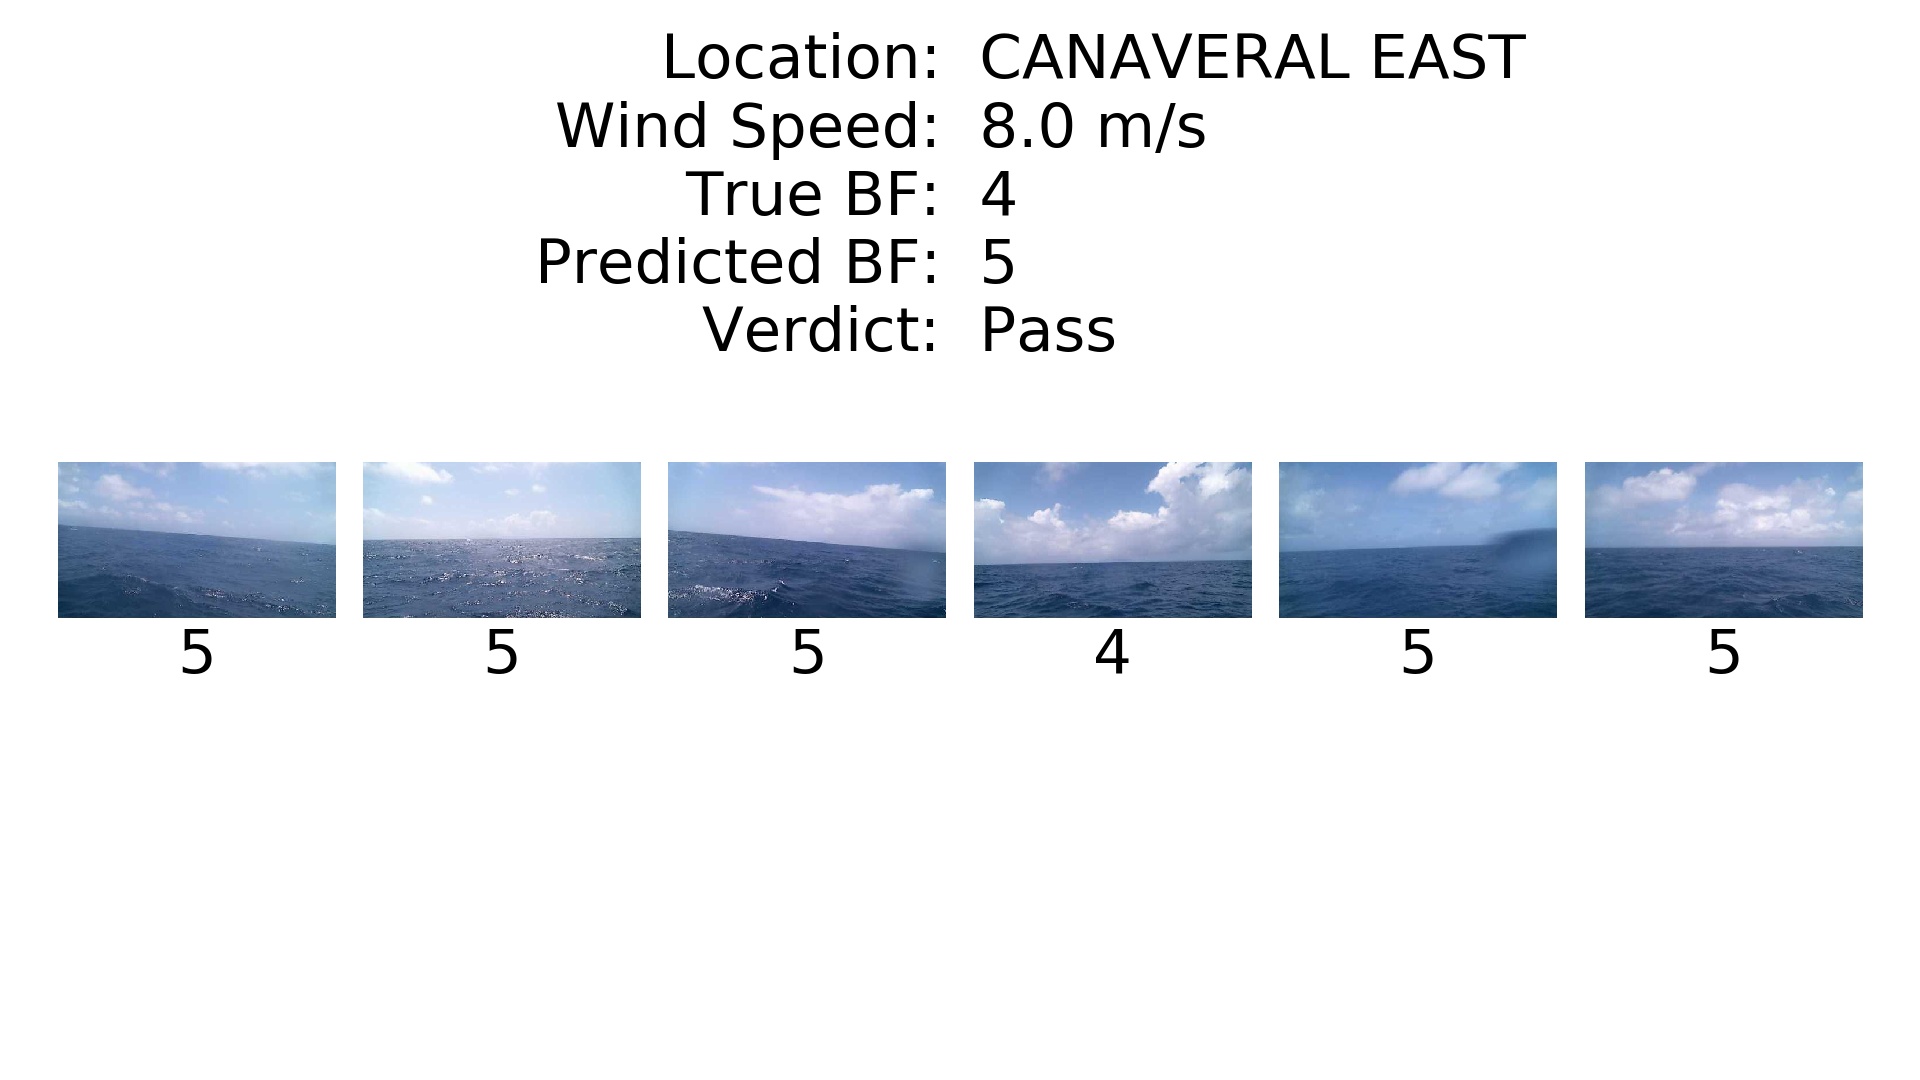 Location: CANAVERAL EAST
Wind Speed: 8.0 m/s
True BF: 4
Predicted BF: 5
Verdict: Pass
5 5 5 4 5 5